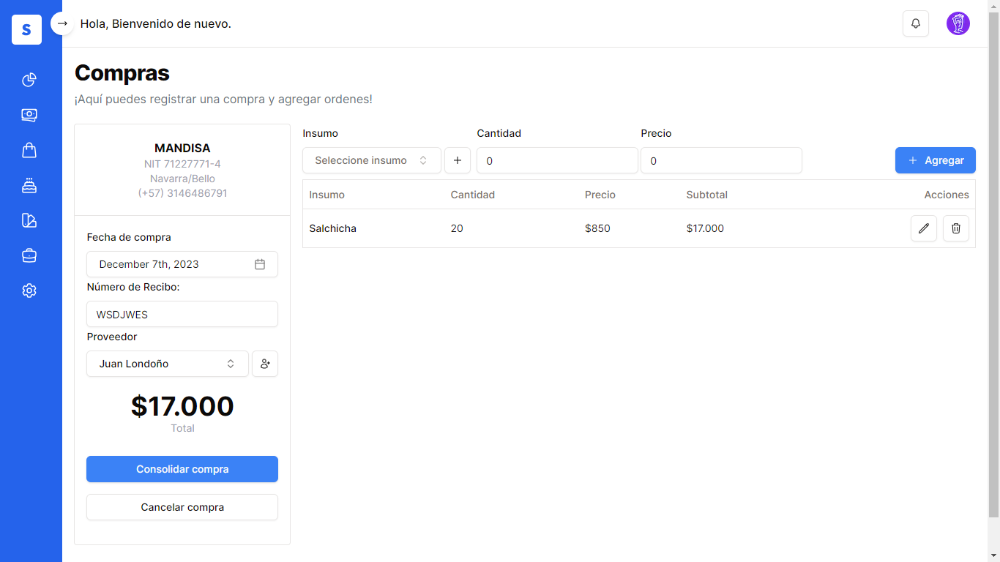 S
Hola, Bienvenido de nuevo.
Compras
¡Aquí puedes registrar una compra y agregar ordenes!
MANDISA
NIT 71227771-4
Navarra/Bello
(+57) 3146486791
Fecha de compra
December 7th, 2023
Número de Recibo:
WSDJWES
Proveedor
Juan Londoño
$17.000
Total
Consolidar compra
Cancelar compra
Insumo Cantidad Precio
Seleccione insumo 0 0 Agregar
Insumo Cantidad Precio Subtotal Acciones
Salchicha 20 $850 $17.000